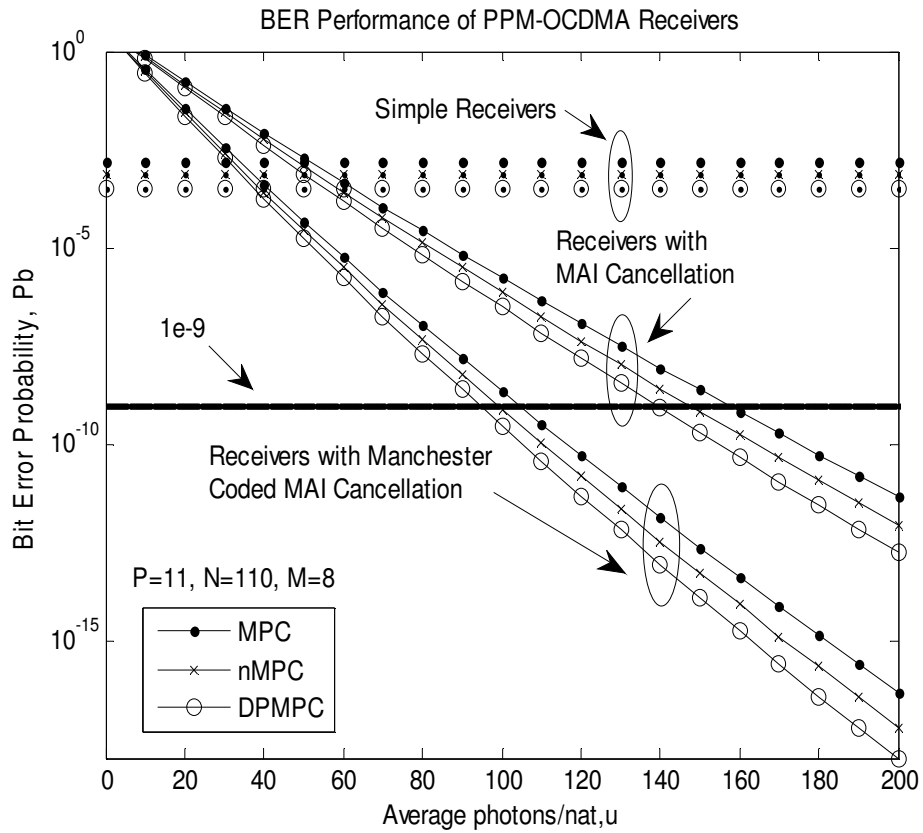 BER Performance of PPM-OCDMA Receivers
10^0
10^-5
10^-10
10^-15
Bit Error Probability, Pb
Simple Receivers
Receivers with
MAI Cancellation
1e-9
Receivers with Manchester
Coded MAI Cancellation
P=11, N=110, M=8
MPC
nMPC
DPMPC
0 20 40 60 80 100 120 140 160 180 200
Average photons/nat,u